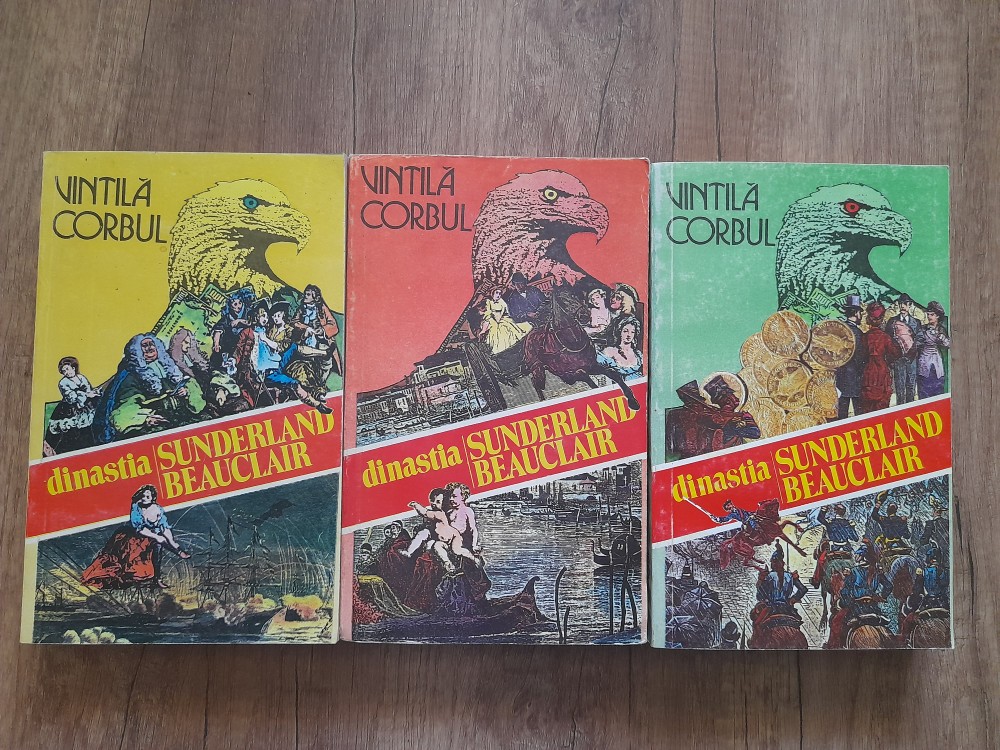 VINTILĂ
CORBUL
dinastia SUNDERLAND
BEAUCLAIR
VINTILĂ
CORBUL
dinastia SUNDERLAND
BEAUCLAIR
VINTILĂ
CORBUL
dinastia SUNDERLAND
BEAUCLAIR